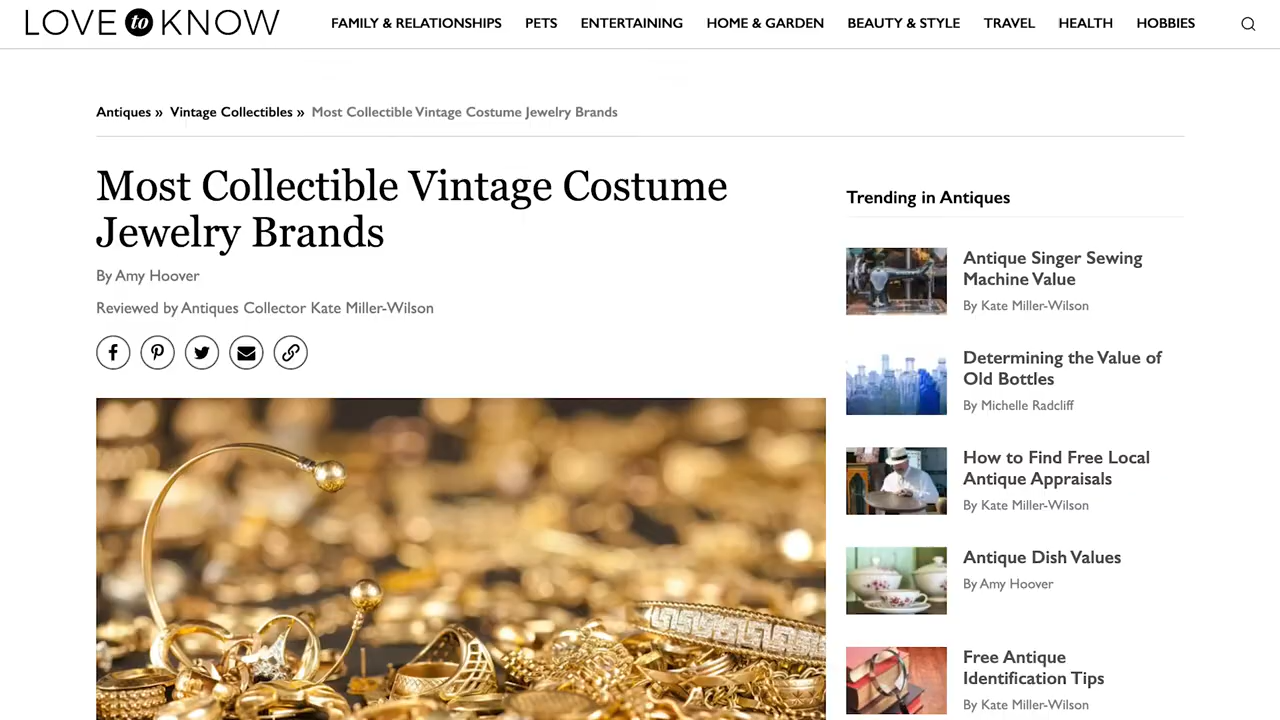 LOVE to KNOW
FAMILY & RELATIONSHIPS PETS ENTERTAINING HOME & GARDEN BEAUTY & STYLE TRAVEL HEALTH HOBBIES
Antiques » Vintage Collectibles » Most Collectible Vintage Costume Jewelry Brands
Most Collectible Vintage Costume
Jewelry Brands
By Amy Hoover
Reviewed by Antiques Collector Kate Miller-Wilson
Trending in Antiques
Antique Singer Sewing
Machine Value
By Kate Miller-Wilson
Determining the Value of
Old Bottles
By Michelle Radcliff
How to Find Free Local
Antique Appraisals
By Kate Miller-Wilson
Antique Dish Values
By Amy Hoover
Free Antique
Identification Tips
By Kate Miller-Wilson